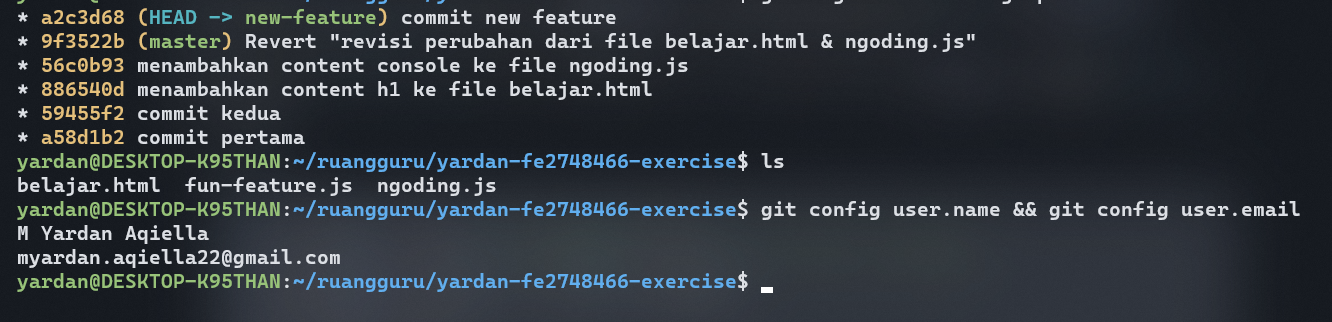 * a2c3d68 (HEAD -> new-feature) commit new feature
* 9f3522b (master) Revert "revisi perubahan dari file belajar.html & ngoding.js"
* 56c0b93 menambahkan content console ke file ngoding.js
* 886540d menambahkan content h1 ke file belajar.html
* 59455f2 commit kedua
* a58d1b2 commit pertama
yardan@DESKTOP-K95THAN:~/ruangguru/yardan-fe2748466-exercise$ ls
belajar.html  fun-feature.js  ngoding.js
yardan@DESKTOP-K95THAN:~/ruangguru/yardan-fe2748466-exercise$ git config user.name && git config user.email
M Yardan Aqiella
myardan.aqiella22@gmail.com
yardan@DESKTOP-K95THAN:~/ruangguru/yardan-fe2748466-exercise$